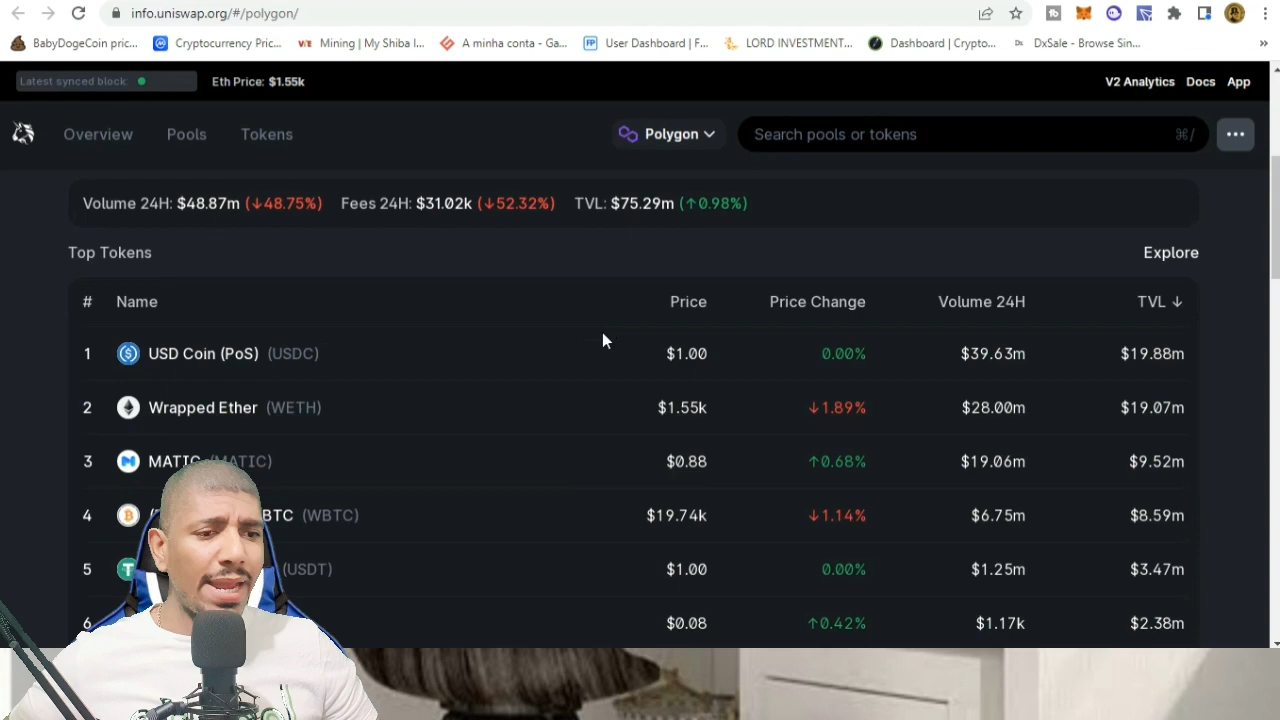 info.uniswap.org/#/polygon/
BabyDogeCoin pric... Cryptocurrency Pric... Mining | My Shiba I... A minha conta - Ga... FP User Dashboard | F... LORD INVESTMENT... Dashboard | Crypto... Dx DxSale - Browse Sin... »
Latest synced block: Eth Price: $1.55k V2 Analytics Docs App
Overview Pools Tokens Polygon Search pools or tokens ⌘/ ...
Volume 24H: $48.87m (↓48.75%) Fees 24H: $31.02k (↓52.32%) TVL: $75.29m (↑0.98%)
Top Tokens Explore
# Name Price Price Change Volume 24H TVL ↓
1 USD Coin (PoS) (USDC) $1.00 0.00% $39.63m $19.88m
2 Wrapped Ether (WETH) $1.55k ↓1.89% $28.00m $19.07m
3 MATIC (MATIC) $0.88 ↑0.68% $19.06m $9.52m
4 BTC (WBTC) $19.74k ↓1.14% $6.75m $8.59m
5 (USDT) $1.00 0.00% $1.25m $3.47m
6 $0.08 ↑0.42% $1.17k $2.38m